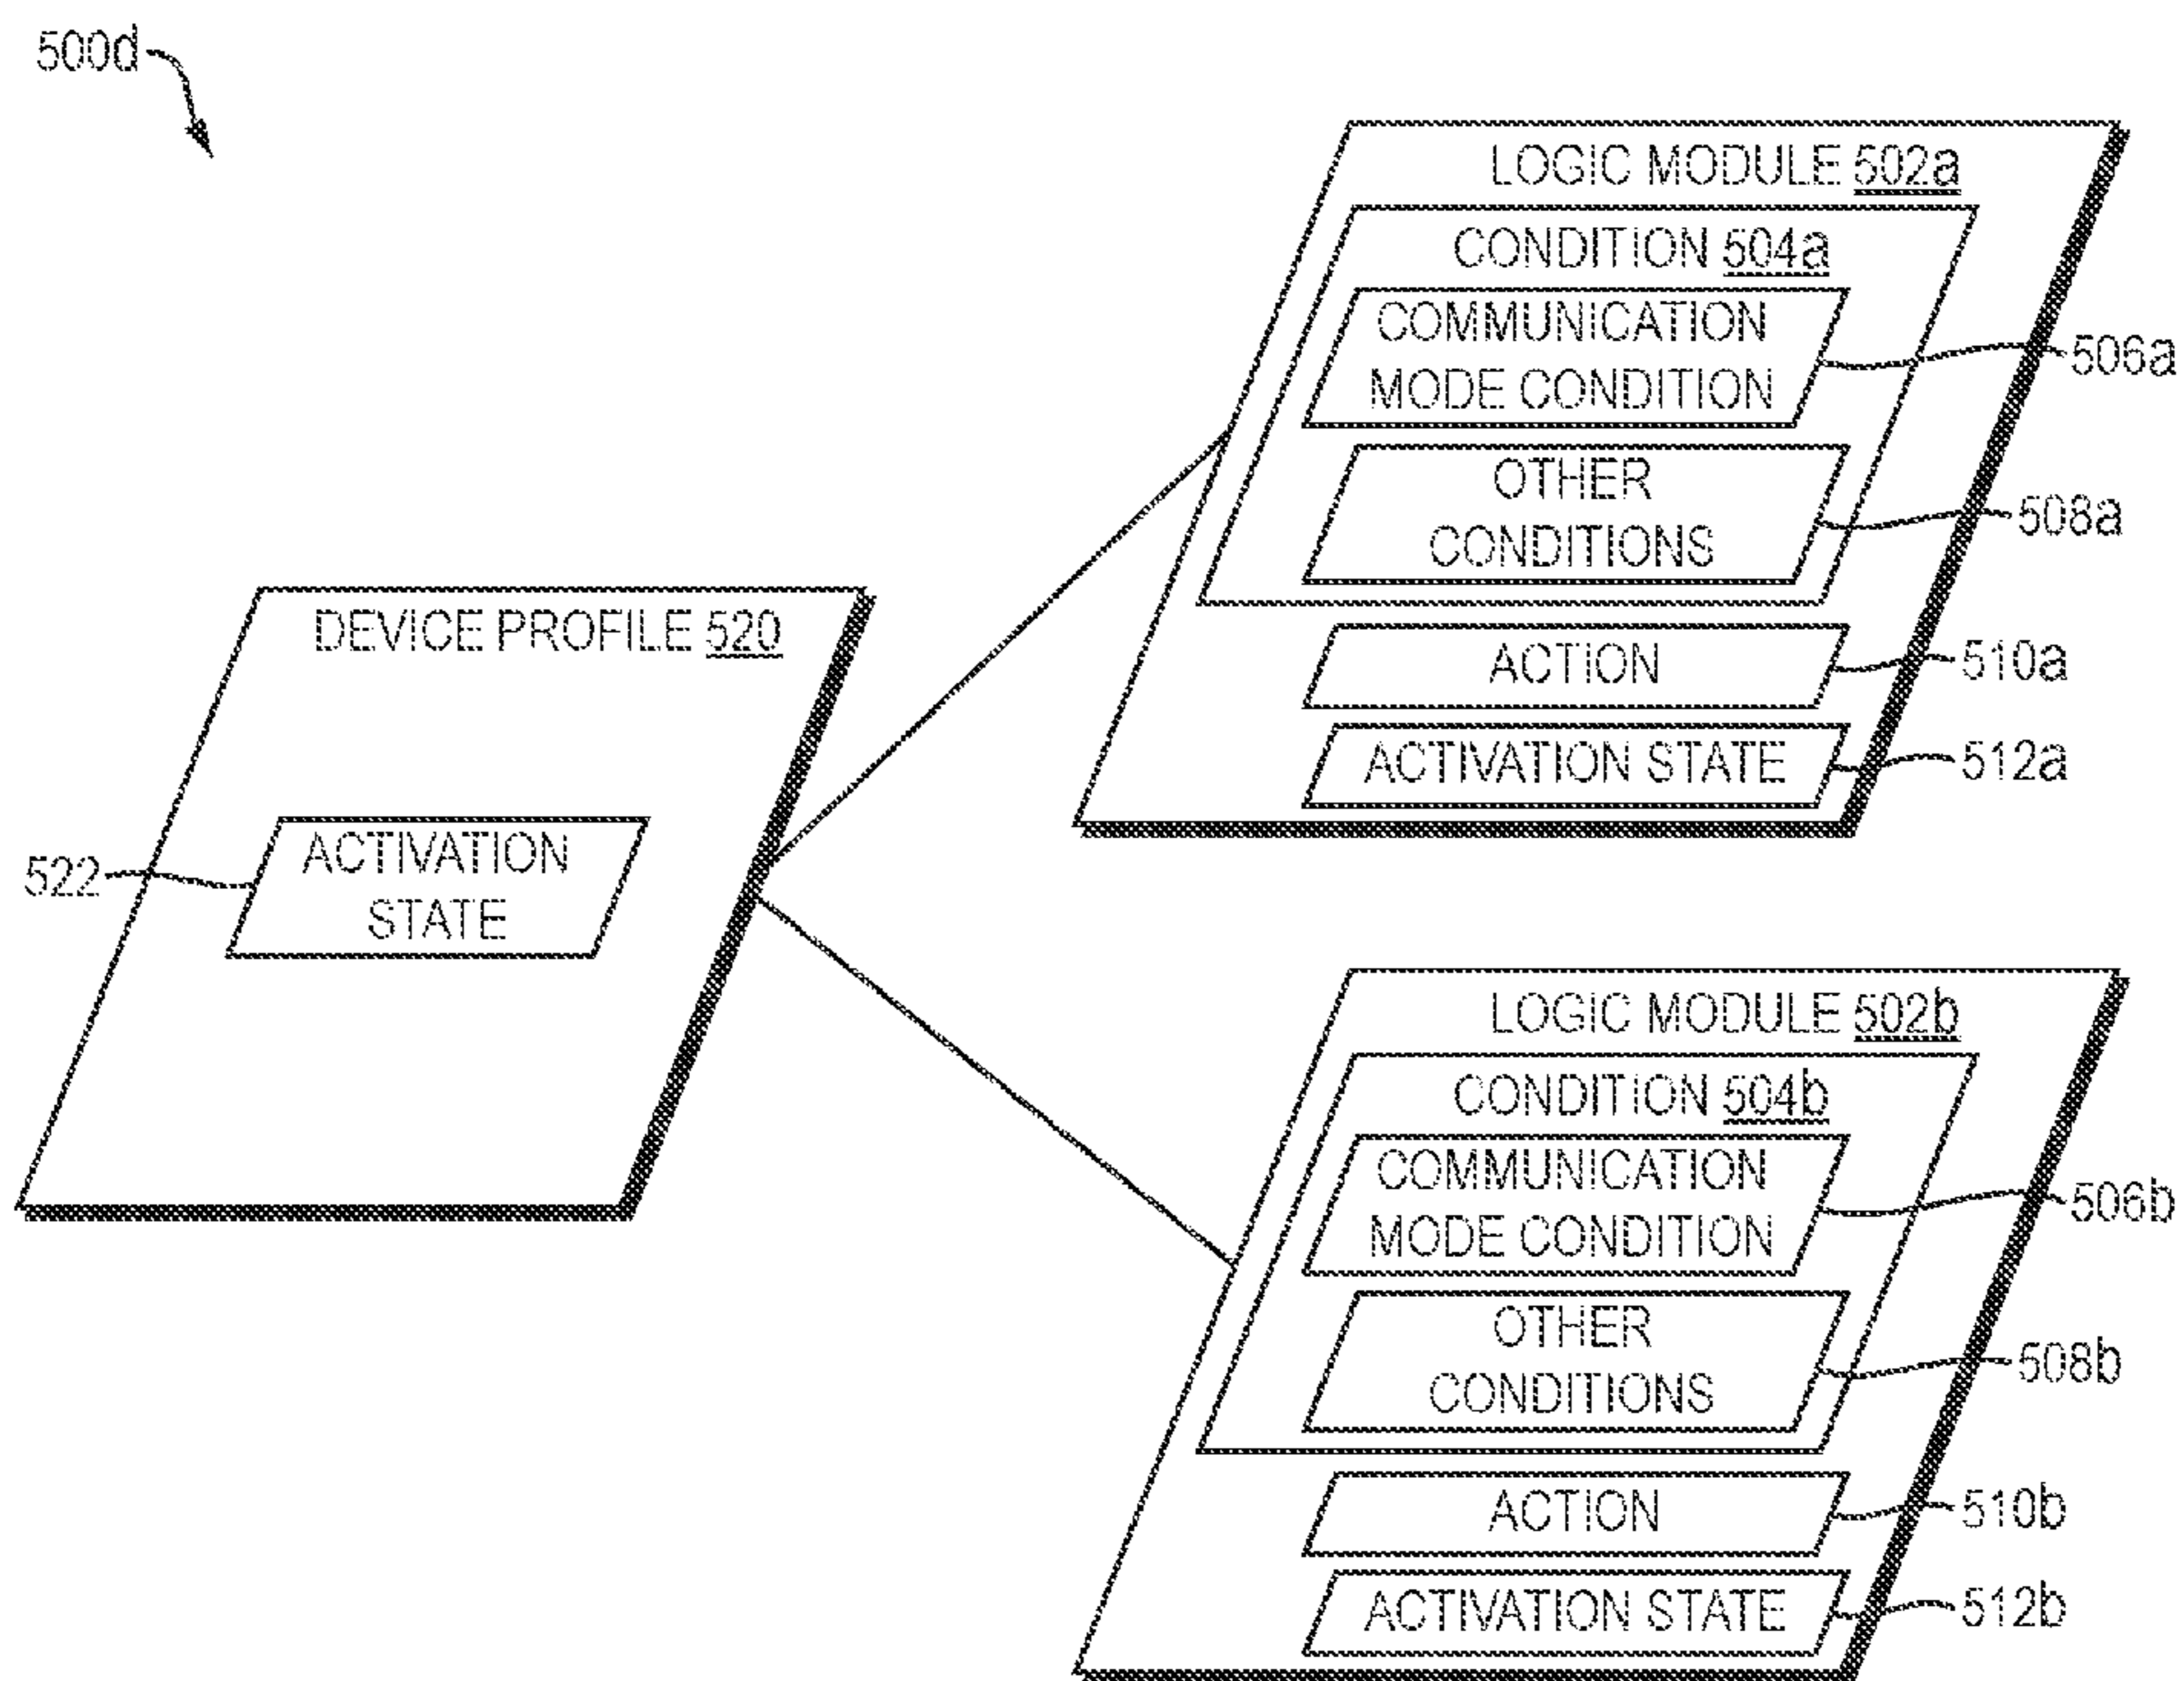 500d
LOGIC MODULE 502a
CONDITION 504a
COMMUNICATION
MODE CONDITION
506a
OTHER
CONDITIONS
508a
ACTION
510a
ACTIVATION STATE
512a
DEVICE PROFILE 520
ACTIVATION
STATE
522
LOGIC MODULE 502b
CONDITION 504b
COMMUNICATION
MODE CONDITION
506b
OTHER
CONDITIONS
508b
ACTION
510b
ACTIVATION STATE
512b